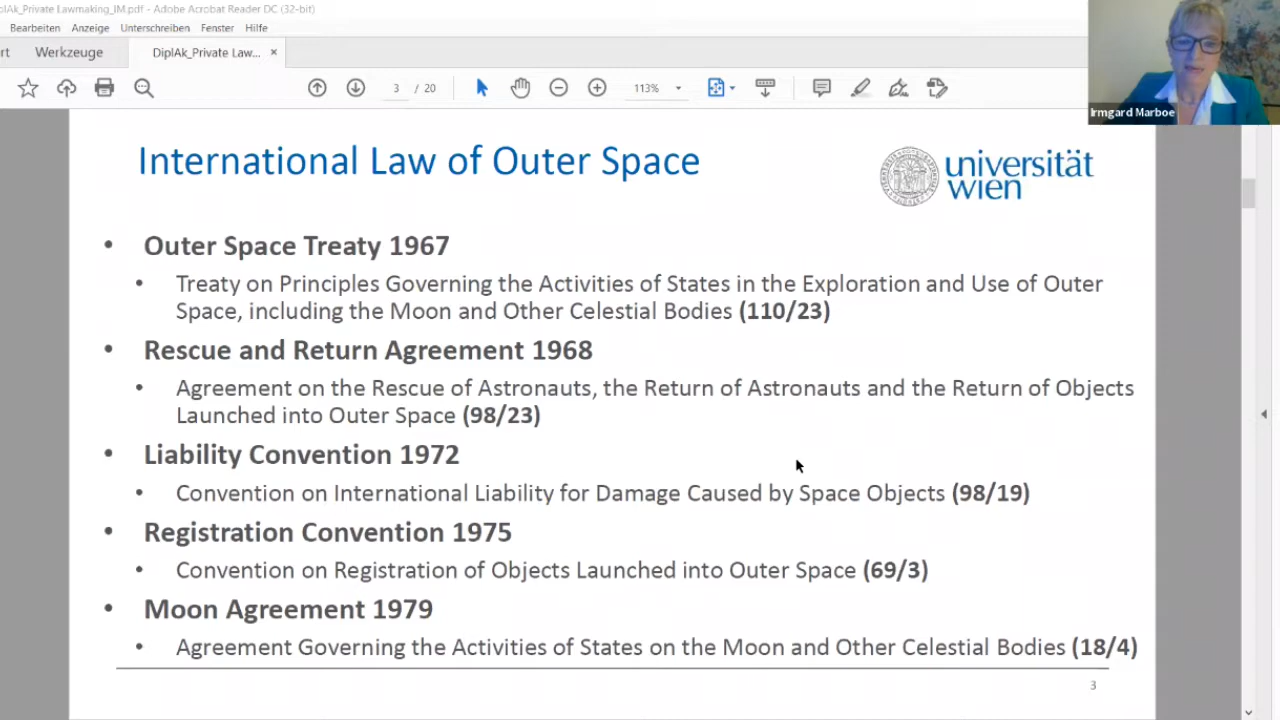 plAk_Private Lawmaking_IM.pdf - Adobe Acrobat Reader DC (32-bit)
Bearbeiten Anzeige Unterschreiben Fenster Hilfe
rt Werkzeuge DiplAk_Private Law... ×
3 / 20 113%
Irmgard Marboe
International Law of Outer Space
universität
wien
• Outer Space Treaty 1967
• Treaty on Principles Governing the Activities of States in the Exploration and Use of Outer
Space, including the Moon and Other Celestial Bodies (110/23)
• Rescue and Return Agreement 1968
• Agreement on the Rescue of Astronauts, the Return of Astronauts and the Return of Objects
Launched into Outer Space (98/23)
• Liability Convention 1972
• Convention on International Liability for Damage Caused by Space Objects (98/19)
• Registration Convention 1975
• Convention on Registration of Objects Launched into Outer Space (69/3)
• Moon Agreement 1979
• Agreement Governing the Activities of States on the Moon and Other Celestial Bodies (18/4)
3